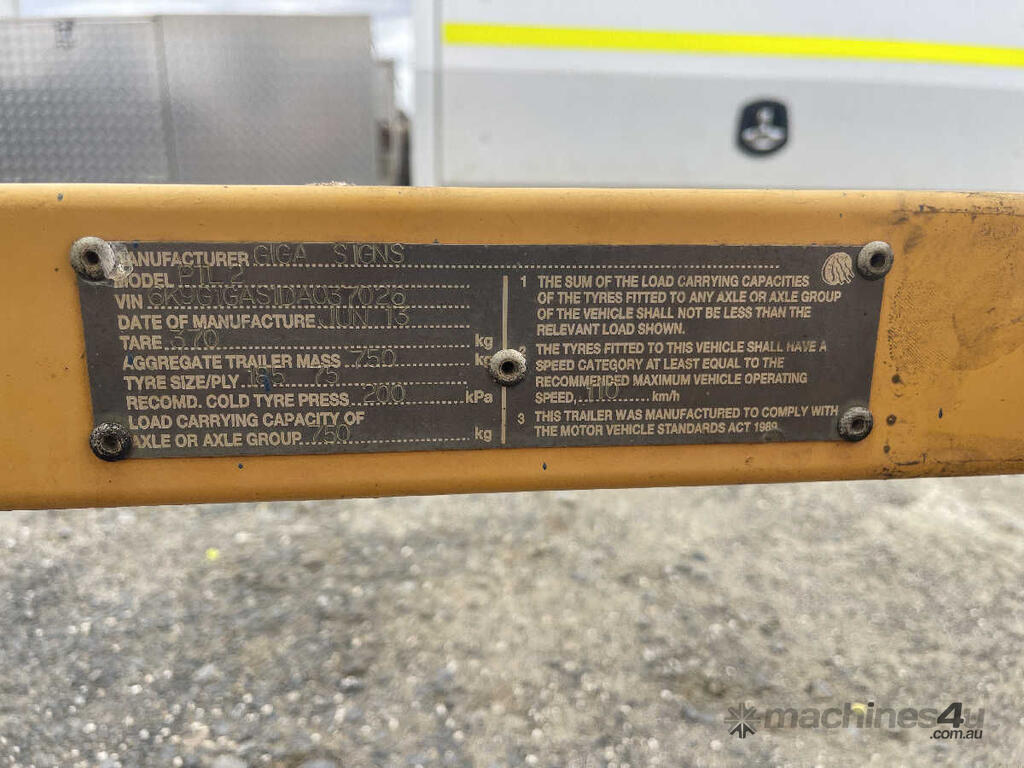 MANUFACTURER GIGA SIGNS
MODEL PTL 2
VIN 6K9G1GAS1DA037026
DATE OF MANUFACTURE JUN 13
TARE 370 kg
AGGREGATE TRAILER MASS 750 kg
TYRE SIZE/PLY 195 75
RECOMD. COLD TYRE PRESS 200 kPa
LOAD CARRYING CAPACITY OF
AXLE OR AXLE GROUP 750 kg
1 THE SUM OF THE LOAD CARRYING CAPACITIES
OF THE TYRES FITTED TO ANY AXLE OR AXLE GROUP
OF THE VEHICLE SHALL NOT BE LESS THAN THE
RELEVANT LOAD SHOWN.
THE TYRES FITTED TO THIS VEHICLE SHALL HAVE A
SPEED CATEGORY AT LEAST EQUAL TO THE
RECOMMENDED MAXIMUM VEHICLE OPERATING
SPEED, 110 km/h
3 THIS TRAILER WAS MANUFACTURED TO COMPLY WITH
THE MOTOR VEHICLE STANDARDS ACT 1989
machines4u
.com.au